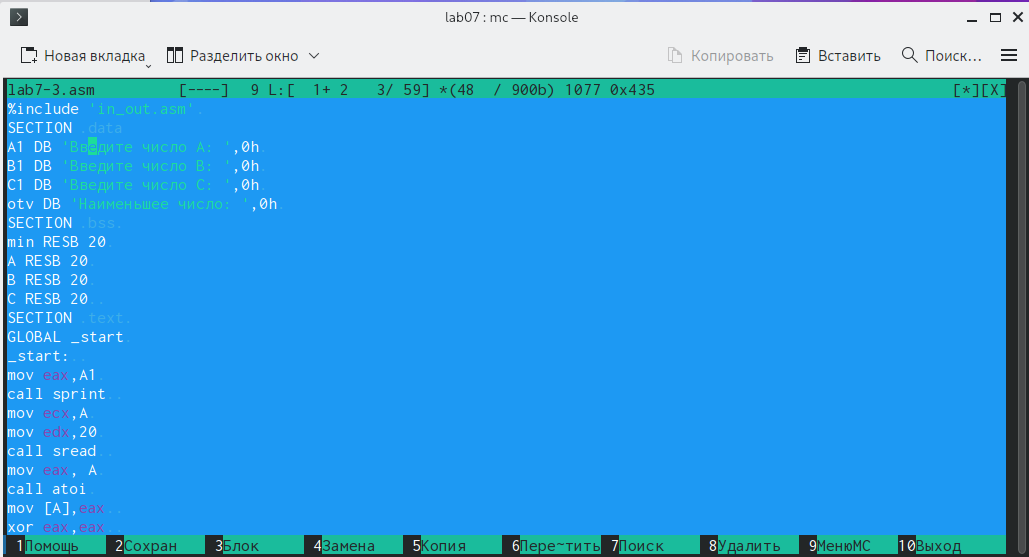 lab07 : mc — Konsole
Новая вкладка Разделить окно Копировать Вставить Поиск...
lab7-3.asm [----] 9 L:[ 1+ 2 3/ 59] *(48 / 900b) 1077 0x435 [*][X]
%include 'in_out.asm'.
SECTION .data
A1 DB 'Введите число A: ',0h
B1 DB 'Введите число B: ',0h
C1 DB 'Введите число C: ',0h
otv DB 'Наименьшее число: ',0h.
SECTION .bss.
min RESB 20.
A RESB 20.
B RESB 20.
C RESB 20..
SECTION .text.
GLOBAL _start.
_start:..
mov eax,A1.
call sprint..
mov ecx,A.
mov edx,20.
call sread..
mov eax, A.
call atoi.
mov [A],eax..
xor eax,eax..
1Помощь 2Сохран 3Блок 4Замена 5Копия 6Пере~тить 7Поиск 8Удалить 9МенюMC 10Выход